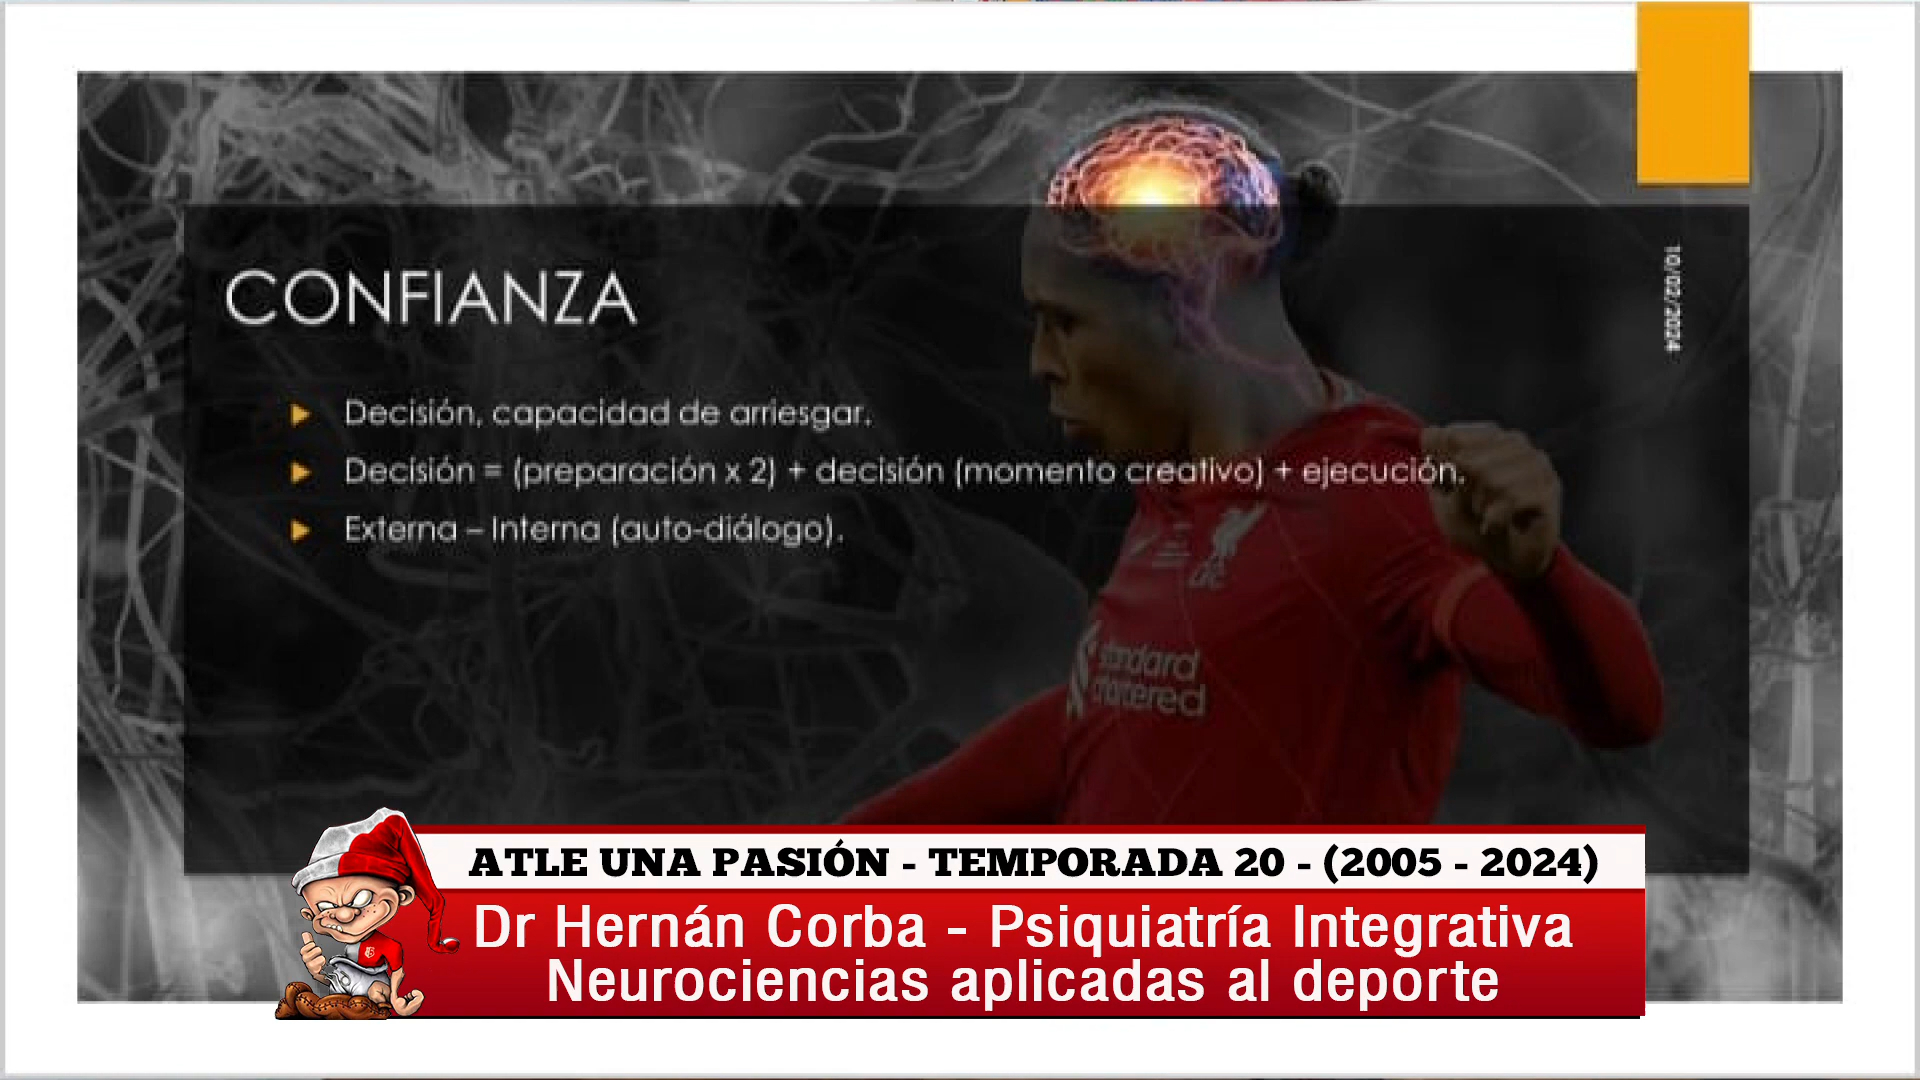 CONFIANZA
10/02/2024
Decisión, capacidad de arriesgar.
Decisión = (preparación x 2) + decisión (momento creativo) + ejecución.
Externa – Interna (auto-diálogo).
LFC
standard
chartered
ATLE UNA PASIÓN - TEMPORADA 20 - (2005 - 2024)
Dr Hernán Corba - Psiquiatría Integrativa
Neurociencias aplicadas al deporte